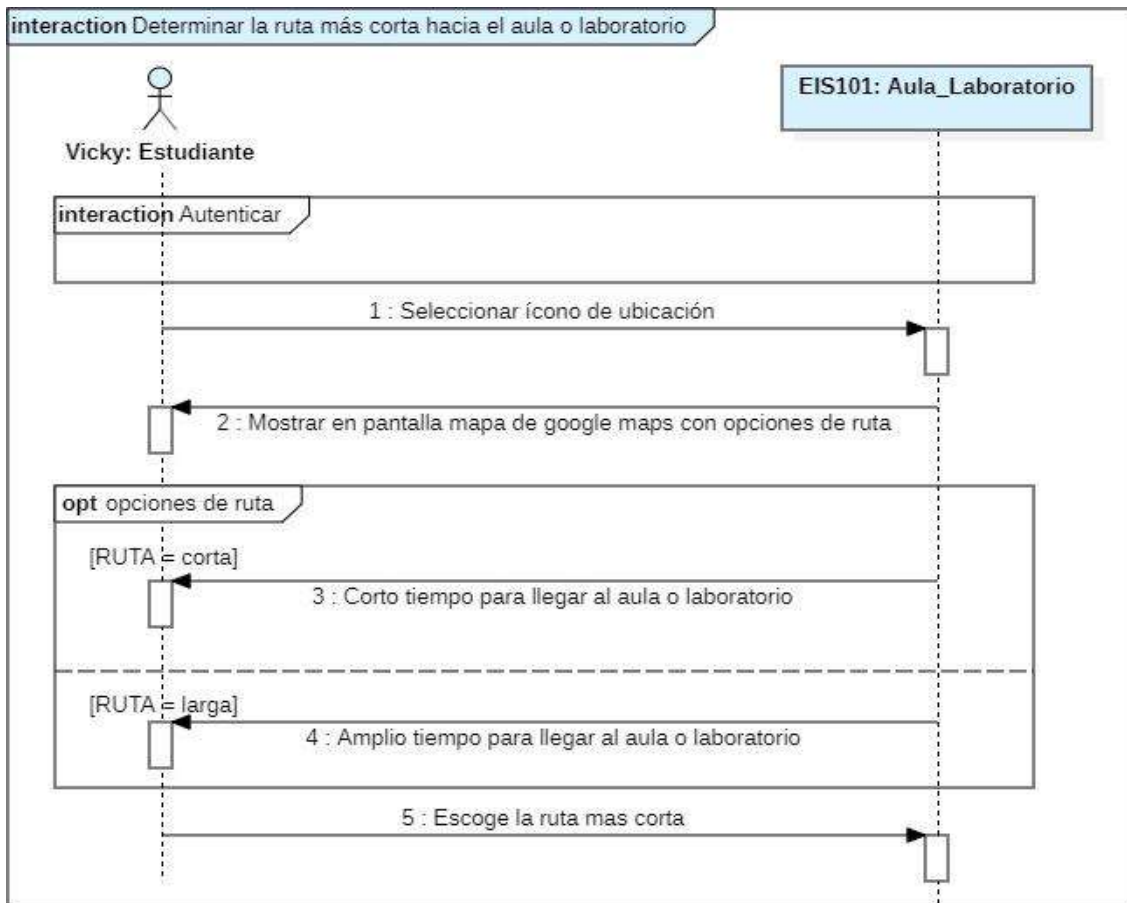 interaction Determinar la ruta más corta hacia el aula o laboratorio
EIS101: Aula_Laboratorio
Vicky: Estudiante
interaction Autenticar
1 : Seleccionar ícono de ubicación
2 : Mostrar en pantalla mapa de google maps con opciones de ruta
opt opciones de ruta
[RUTA = corta]
3 : Corto tiempo para llegar al aula o laboratorio
[RUTA = larga]
4 : Amplio tiempo para llegar al aula o laboratorio
5 : Escoge la ruta mas corta